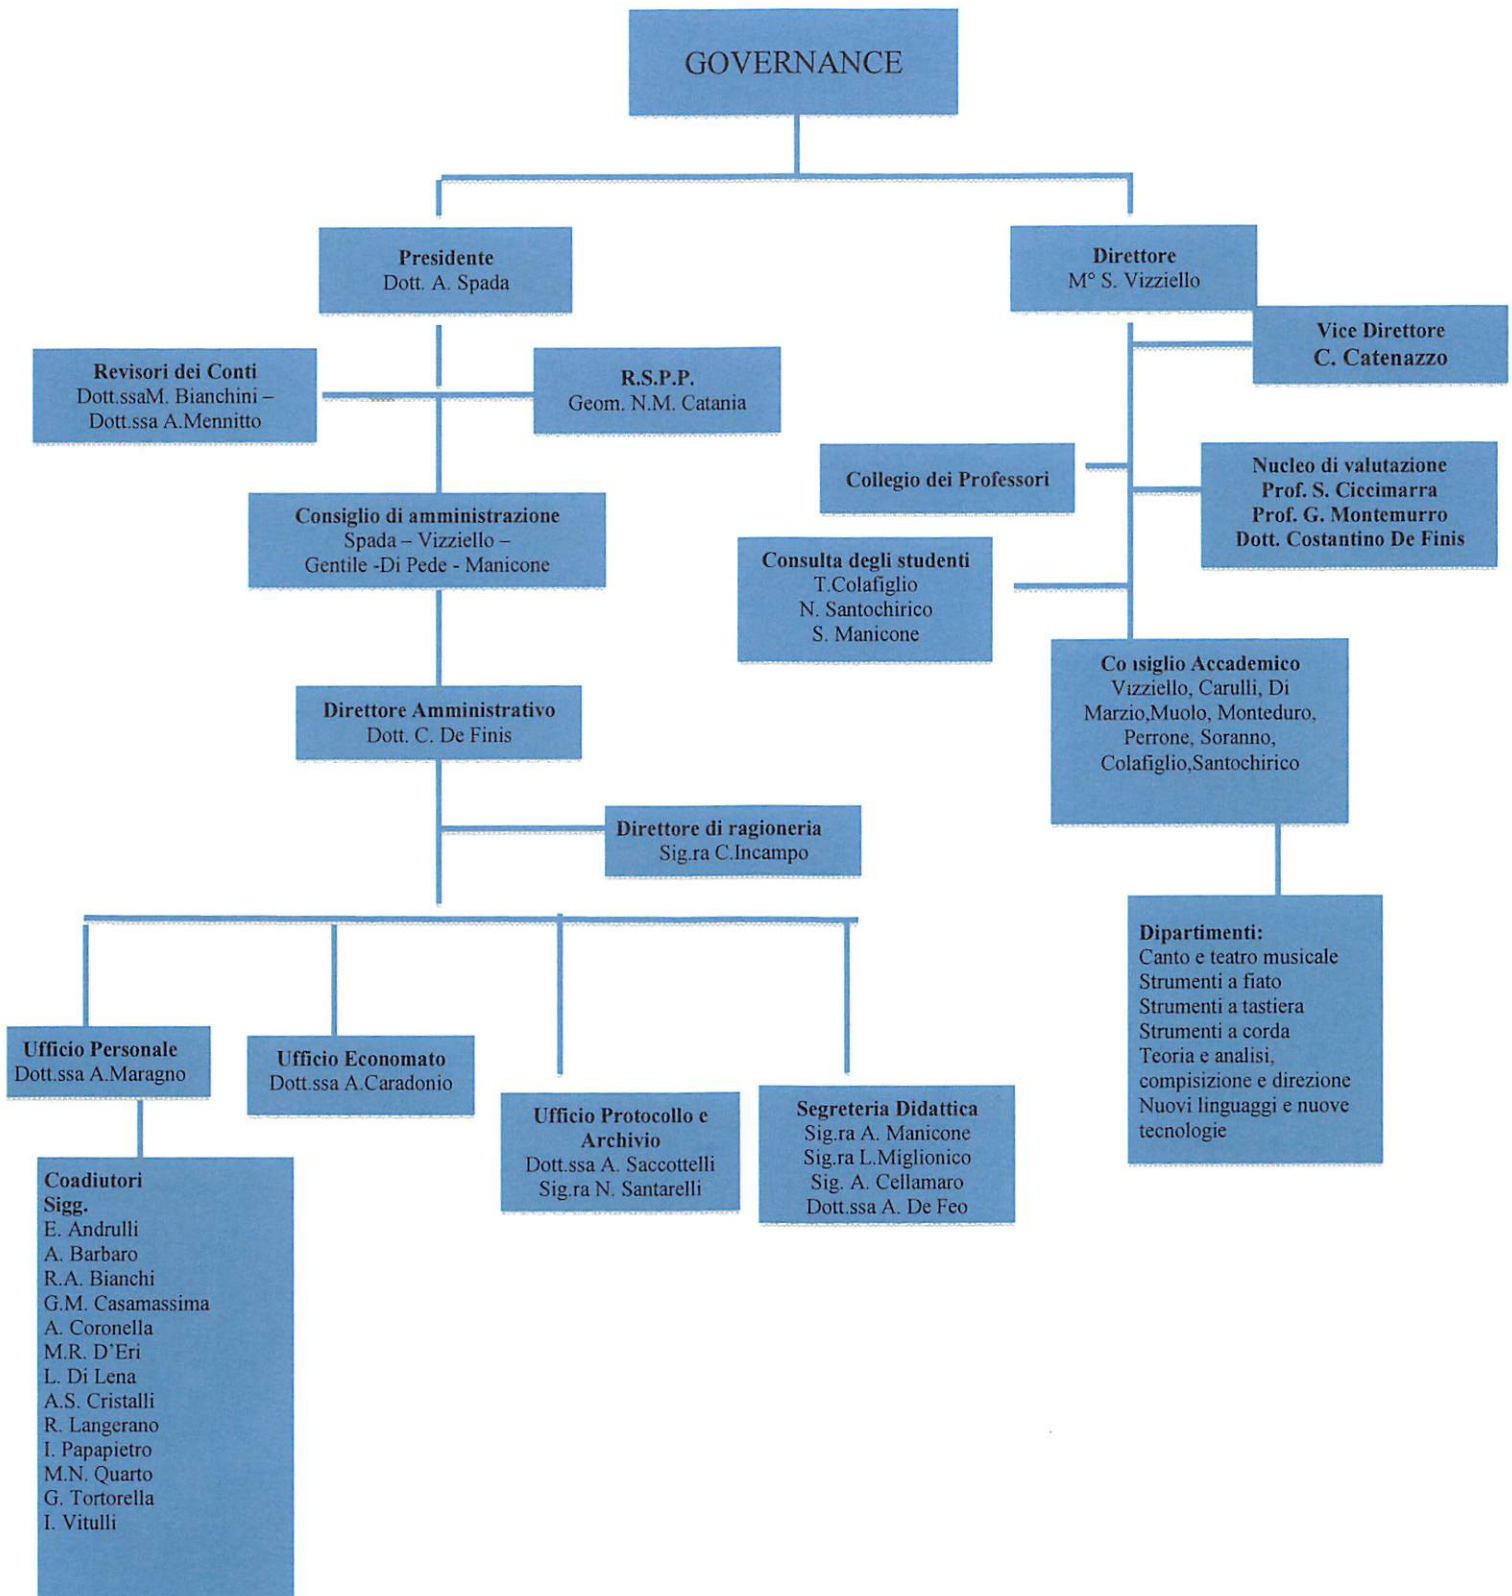 GOVERNANCE
Presidente
Dott. A. Spada
Direttore
M° S. Vizziello
Vice Direttore
C. Catenazzo
Revisori dei Conti
Dott.ssaM. Bianchini –
Dott.ssa A.Mennitto
R.S.P.P.
Geom. N.M. Catania
Collegio dei Professori
Nucleo di valutazione
Prof. S. Ciccimarra
Prof. G. Montemurro
Dott. Costantino De Finis
Consiglio di amministrazione
Spada – Vizziello –
Gentile -Di Pede - Manicone
Consulta degli studenti
T.Colafiglio
N. Santochirico
S. Manicone
Consiglio Accademico
Vizziello, Carulli, Di
Marzio,Muolo, Monteduro,
Perrone, Soranno,
Colafiglio,Santochirico
Direttore Amministrativo
Dott. C. De Finis
Direttore di ragioneria
Sig.ra C.Incampo
Dipartimenti:
Canto e teatro musicale
Strumenti a fiato
Strumenti a tastiera
Strumenti a corda
Teoria e analisi,
compisizione e direzione
Nuovi linguaggi e nuove
tecnologie
Ufficio Personale
Dott.ssa A.Maragno
Ufficio Economato
Dott.ssa A.Caradonio
Ufficio Protocollo e
Archivio
Dott.ssa A. Saccottelli
Sig.ra N. Santarelli
Segreteria Didattica
Sig.ra A. Manicone
Sig.ra L.Miglionico
Sig. A. Cellamaro
Dott.ssa A. De Feo
Coadiutori
Sigg.
E. Andrulli
A. Barbaro
R.A. Bianchi
G.M. Casamassima
A. Coronella
M.R. D'Eri
L. Di Lena
A.S. Cristalli
R. Langerano
I. Papapietro
M.N. Quarto
G. Tortorella
I. Vitulli